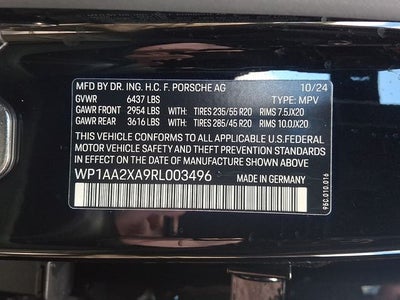 MFD BY DR. ING. H.C. F. PORSCHE AG 10/24
GVWR 6437 LBS TYPE: MPV
GAWR FRONT 2954 LBS WITH: TIRES 235/55 R20 RIMS 7.5JX20
GAWR REAR 3616 LBS WITH: TIRES 285/45 R20 RIMS 10.0JX20
THIS VEHICLE CONFORMS TO ALL APPLICABLE U.S.FEDERAL
MOTOR VEHICLE SAFETY AND THEFT PREVENTION STANDARDS
IN EFFECT ON THE DATE OF MANUFACTURE SHOWN ABOVE.
WP1AA2XA9RL003496 MADE IN GERMANY
95C.010.016